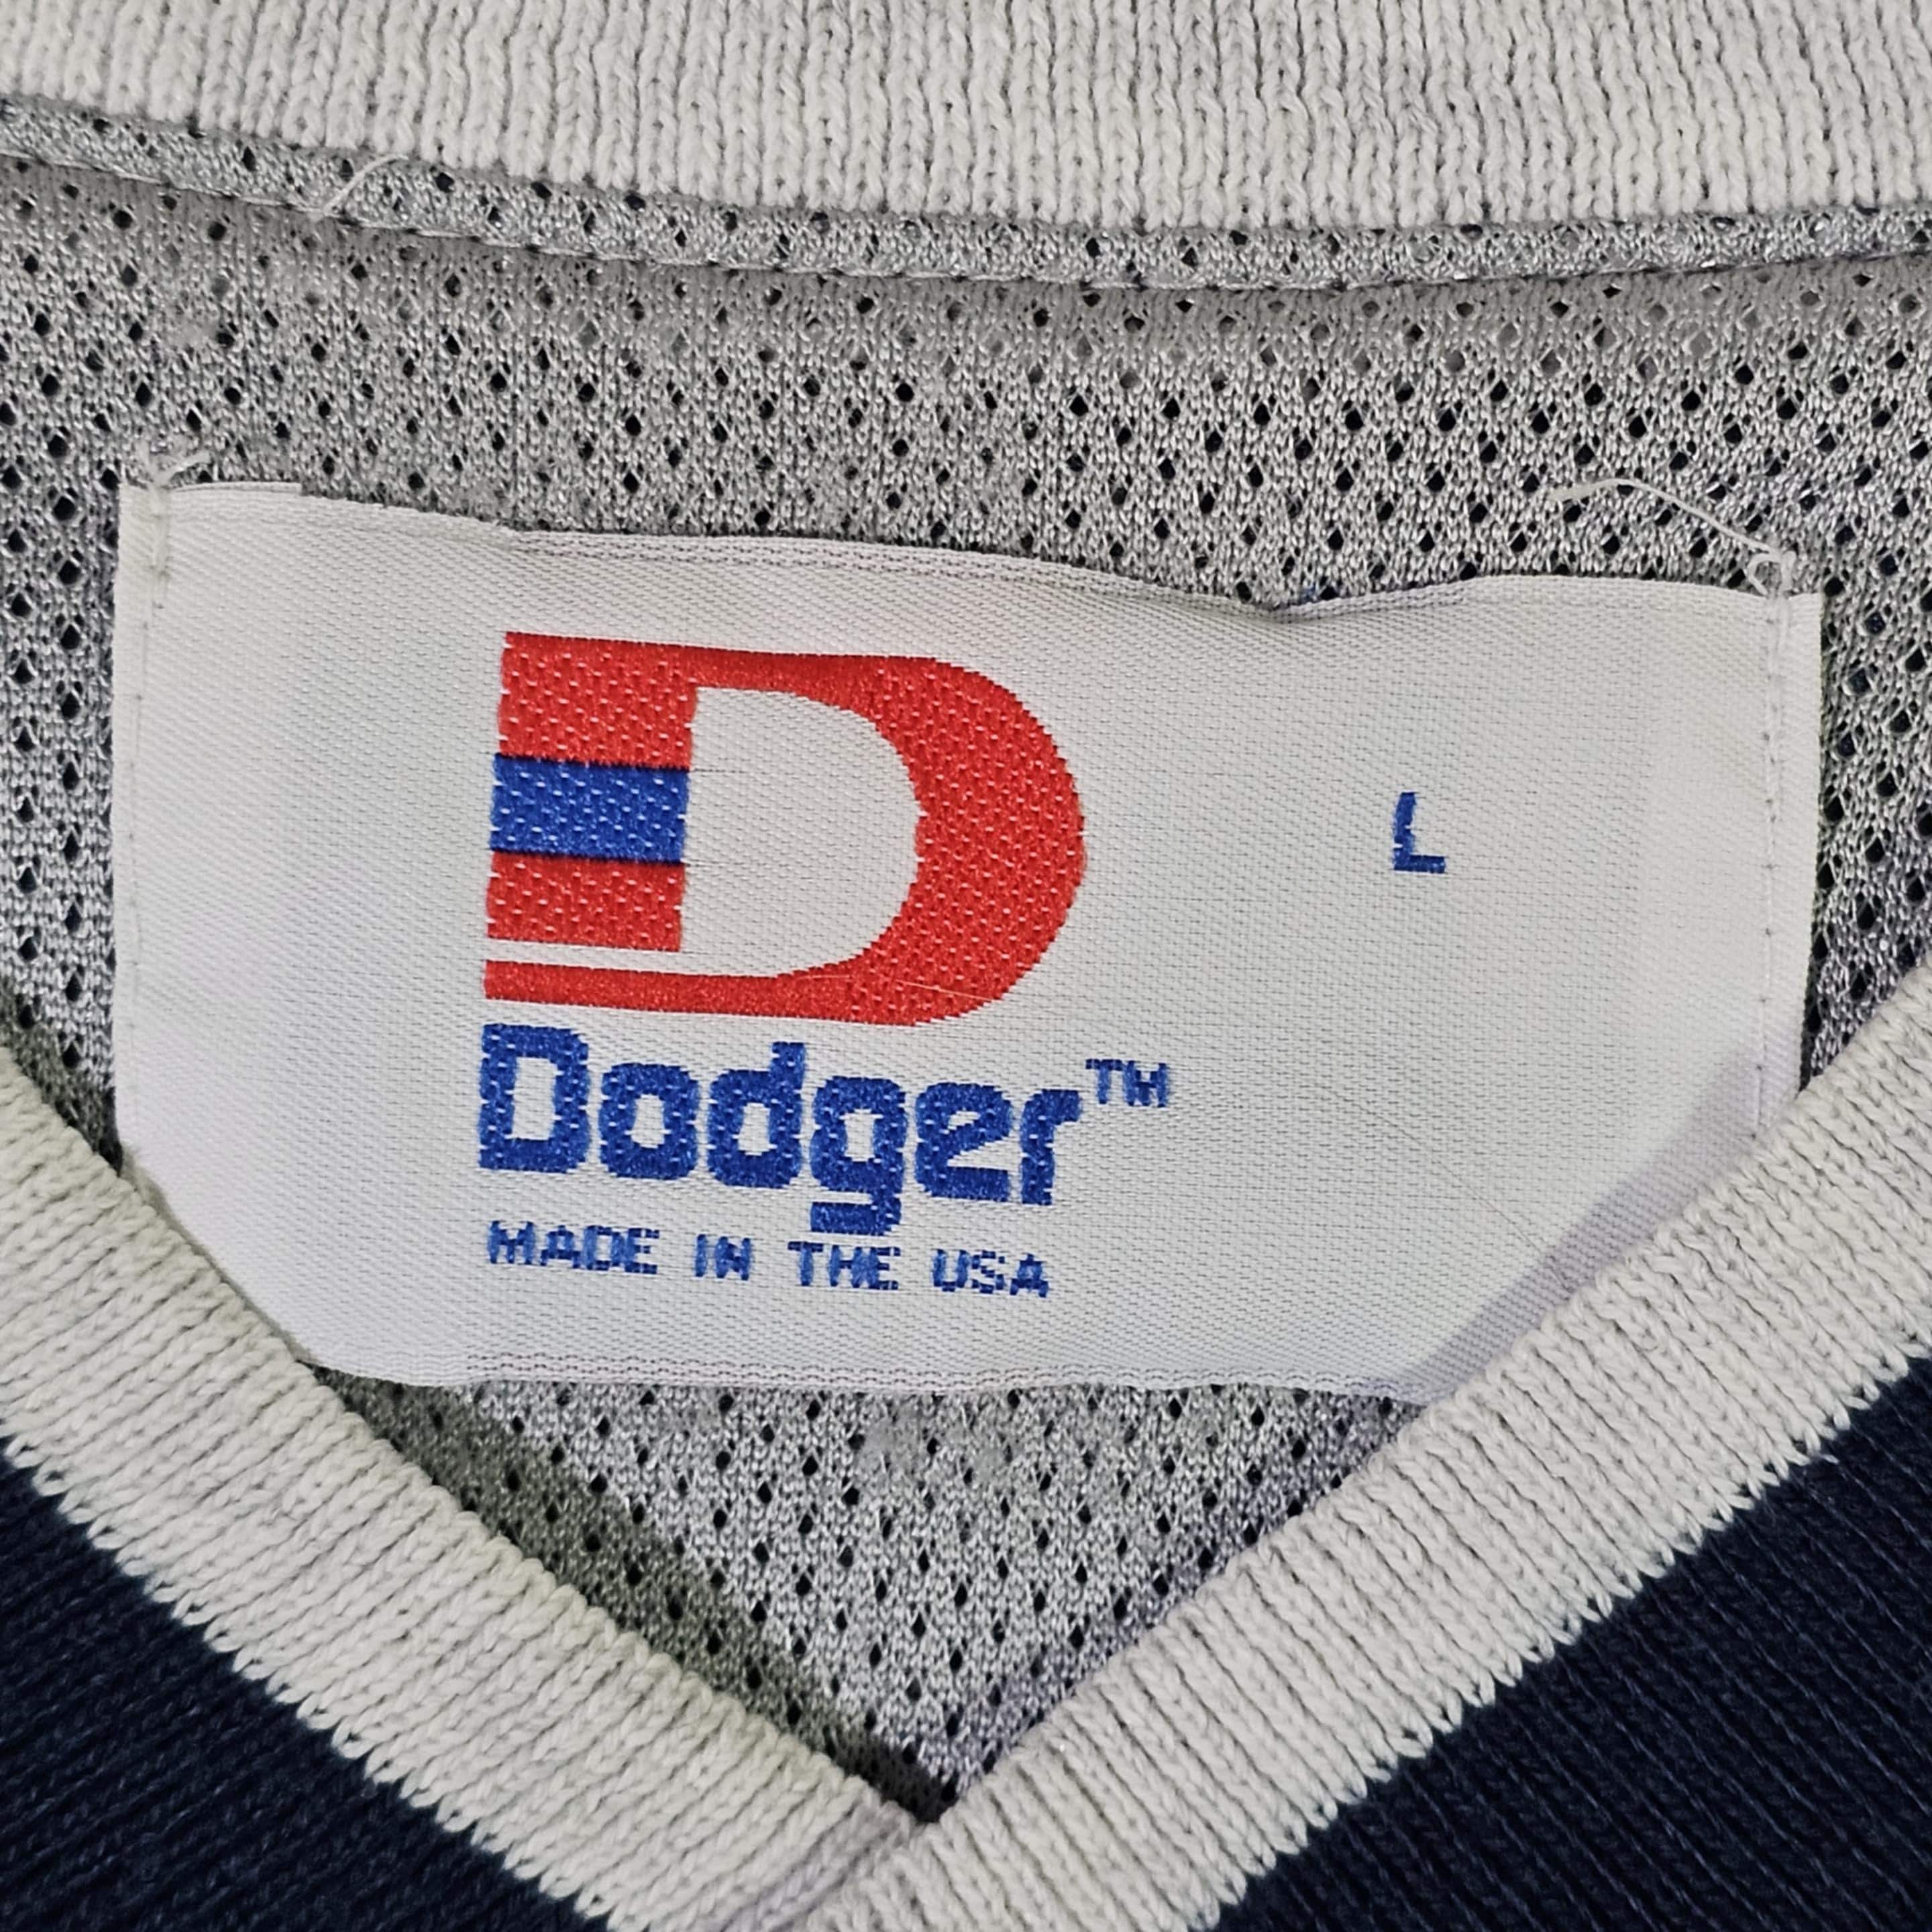 D
L
Dodger™
MADE IN THE USA